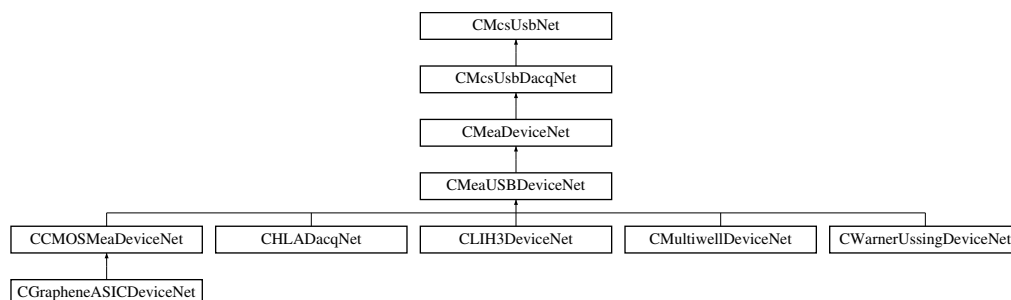 CMcsUsbNet
CMcsUsbDacqNet
CMeaDeviceNet
CMeaUSBDeviceNet
CCMOSMeaDeviceNet
CHLADacqNet
CLIH3DeviceNet
CMultiwellDeviceNet
CWarnerUssingDeviceNet
CGrapheneASICDeviceNet